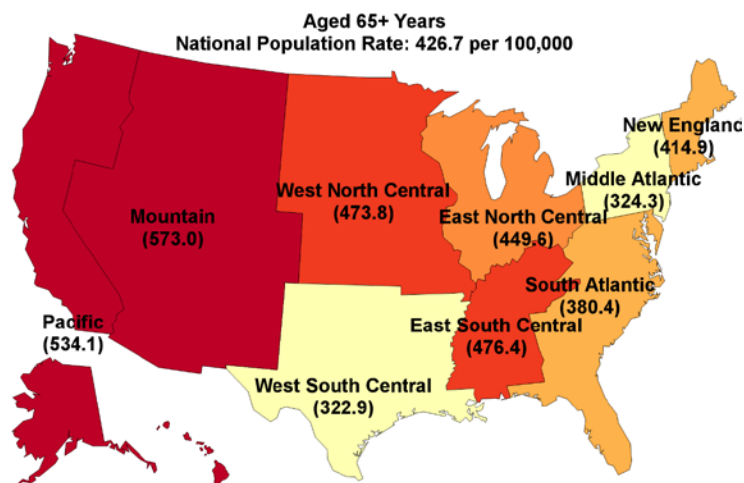 Aged 65+ Years
National Population Rate: 426.7 per 100,000
New England
(414.9)
Middle Atlantic
(324.3)
West North Central
(473.8)
East North Central
(449.6)
Mountain
(573.0)
South Atlantic
(380.4)
Pacific
(534.1)
East South Central
(476.4)
West South Central
(322.9)